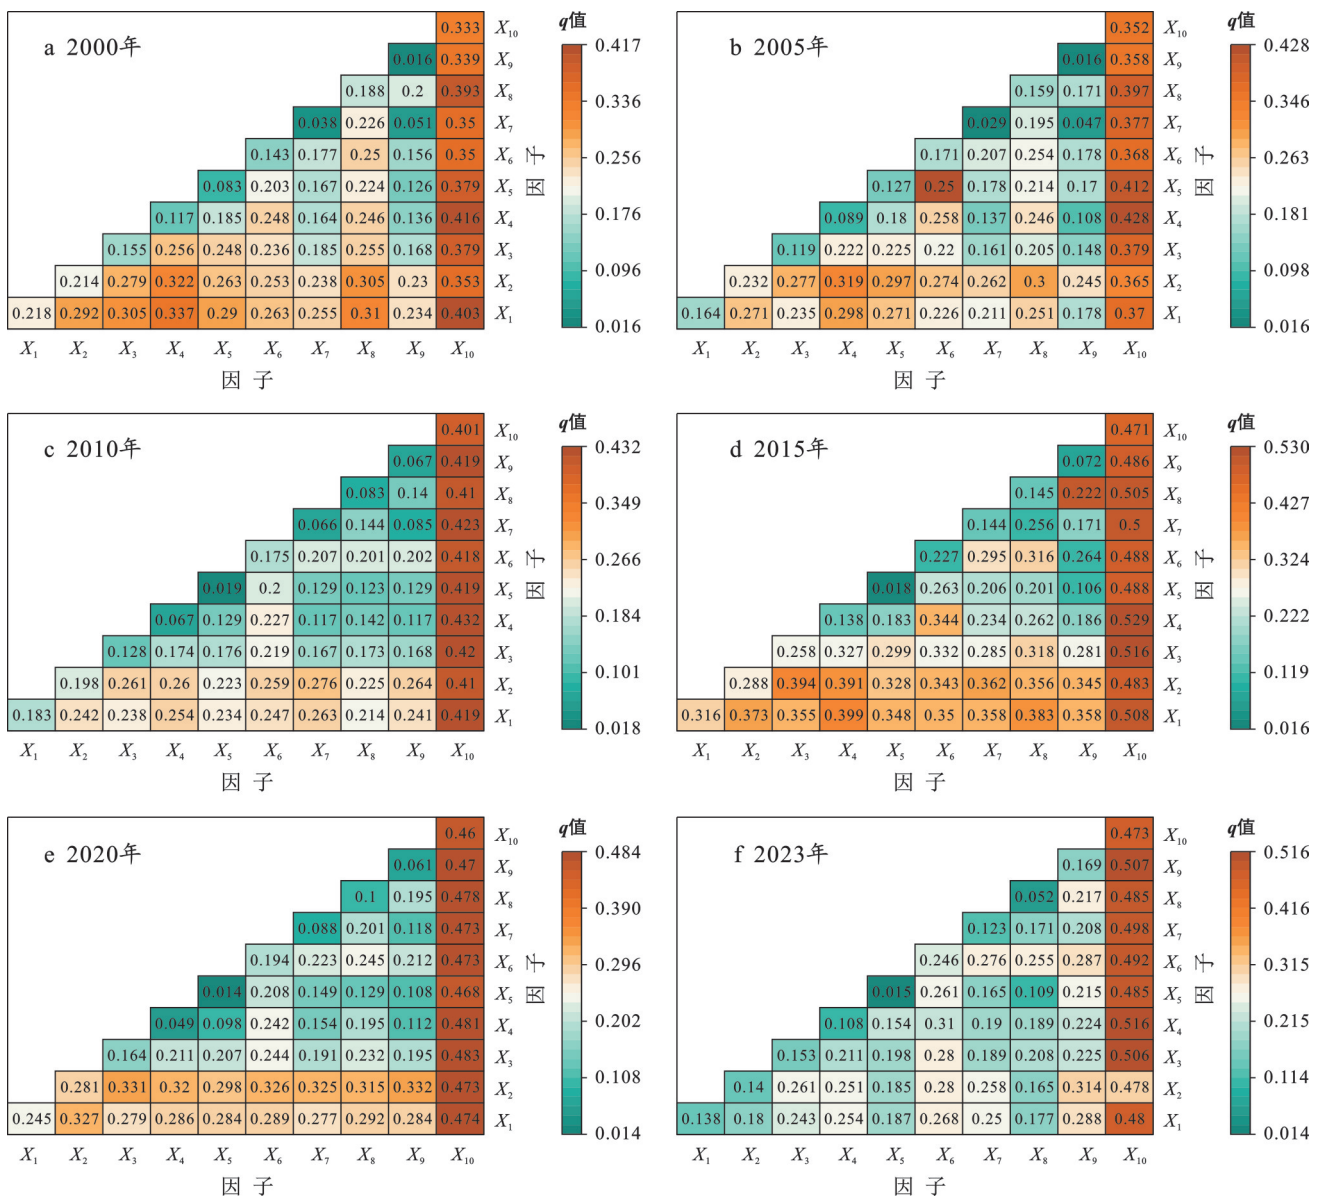 a 2000年
q值
0.333 X10 0.417
0.016 0.339 X9
0.188 0.2 0.393 X8 0.336
0.038 0.226 0.051 0.35 X7
0.143 0.177 0.25 0.156 0.35 X6 0.256
0.083 0.203 0.167 0.224 0.126 0.379 X5
0.117 0.185 0.248 0.164 0.246 0.136 0.416 X4 0.176
0.155 0.256 0.248 0.236 0.185 0.255 0.168 0.379 X3
0.214 0.279 0.322 0.263 0.253 0.238 0.305 0.23 0.353 X2 0.096
0.218 0.292 0.305 0.337 0.29 0.263 0.255 0.31 0.234 0.403 X1 0.016
X1 X2 X3 X4 X5 X6 X7 X8 X9 X10
因子
因子
b 2005年
q值
0.352 X10 0.428
0.016 0.358 X9
0.159 0.171 0.397 X8 0.346
0.029 0.195 0.047 0.377 X7
0.171 0.207 0.254 0.178 0.368 X6 0.263
0.127 0.25 0.178 0.214 0.17 0.412 X5
0.089 0.18 0.258 0.137 0.246 0.108 0.428 X4 0.181
0.119 0.222 0.225 0.22 0.161 0.205 0.148 0.379 X3
0.232 0.277 0.319 0.297 0.274 0.262 0.3 0.245 0.365 X2 0.098
0.164 0.271 0.235 0.298 0.271 0.226 0.211 0.251 0.178 0.37 X1 0.016
X1 X2 X3 X4 X5 X6 X7 X8 X9 X10
因子
因子
c 2010年
q值
0.401 X10 0.432
0.067 0.419 X9
0.083 0.14 0.41 X8 0.349
0.066 0.144 0.085 0.423 X7
0.175 0.207 0.201 0.202 0.418 X6 0.266
0.019 0.2 0.129 0.123 0.129 0.419 X5
0.067 0.129 0.227 0.117 0.142 0.117 0.432 X4 0.184
0.128 0.174 0.176 0.219 0.167 0.173 0.168 0.42 X3
0.198 0.261 0.26 0.223 0.259 0.276 0.225 0.264 0.41 X2 0.101
0.183 0.242 0.238 0.254 0.234 0.247 0.263 0.214 0.241 0.419 X1 0.018
X1 X2 X3 X4 X5 X6 X7 X8 X9 X10
因子
因子
d 2015年
q值
0.471 X10 0.530
0.072 0.486 X9
0.145 0.222 0.505 X8 0.427
0.144 0.256 0.171 0.5 X7
0.227 0.295 0.316 0.264 0.488 X6 0.324
0.018 0.263 0.206 0.201 0.106 0.488 X5
0.138 0.183 0.344 0.234 0.262 0.186 0.529 X4 0.222
0.258 0.327 0.299 0.332 0.285 0.318 0.281 0.516 X3
0.288 0.394 0.391 0.328 0.343 0.362 0.356 0.345 0.483 X2 0.119
0.316 0.373 0.355 0.399 0.348 0.35 0.358 0.383 0.358 0.508 X1 0.016
X1 X2 X3 X4 X5 X6 X7 X8 X9 X10
因子
因子
e 2020年
q值
0.46 X10 0.484
0.061 0.47 X9
0.1 0.195 0.478 X8 0.390
0.088 0.201 0.118 0.473 X7
0.194 0.223 0.245 0.212 0.473 X6 0.296
0.014 0.208 0.149 0.129 0.108 0.468 X5
0.049 0.098 0.242 0.154 0.195 0.112 0.481 X4 0.202
0.164 0.211 0.207 0.244 0.191 0.232 0.195 0.483 X3
0.281 0.331 0.32 0.298 0.326 0.325 0.315 0.332 0.473 X2 0.108
0.245 0.327 0.279 0.286 0.284 0.289 0.277 0.292 0.284 0.474 X1 0.014
X1 X2 X3 X4 X5 X6 X7 X8 X9 X10
因子
因子
f 2023年
q值
0.473 X10 0.516
0.169 0.507 X9
0.052 0.217 0.485 X8 0.416
0.123 0.171 0.208 0.498 X7
0.246 0.276 0.255 0.287 0.492 X6 0.315
0.015 0.261 0.165 0.109 0.215 0.485 X5
0.108 0.154 0.31 0.19 0.189 0.224 0.516 X4 0.215
0.153 0.211 0.198 0.28 0.189 0.208 0.225 0.506 X3
0.14 0.261 0.251 0.185 0.28 0.258 0.165 0.314 0.478 X2 0.114
0.138 0.18 0.243 0.254 0.187 0.268 0.25 0.177 0.288 0.48 X1 0.014
X1 X2 X3 X4 X5 X6 X7 X8 X9 X10
因子
因子